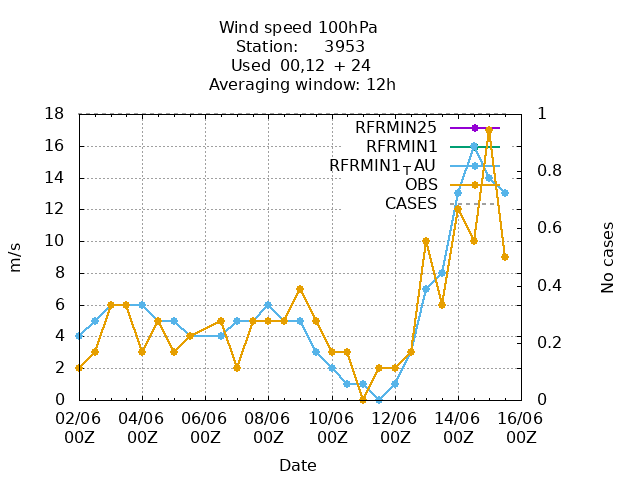 Wind speed 100hPa
Station: 3953
Used 00,12 + 24
Averaging window: 12h
18 1
RFRMIN25
16 RFRMIN1
RFRMIN1┬AU 0.8
14 OBS
12 CASES
0.6
10
m/s No cases
8
0.4
6
4
0.2
2
0 0
02/06 04/06 06/06 08/06 10/06 12/06 14/06 16/06
00Z 00Z 00Z 00Z 00Z 00Z 00Z 00Z
Date